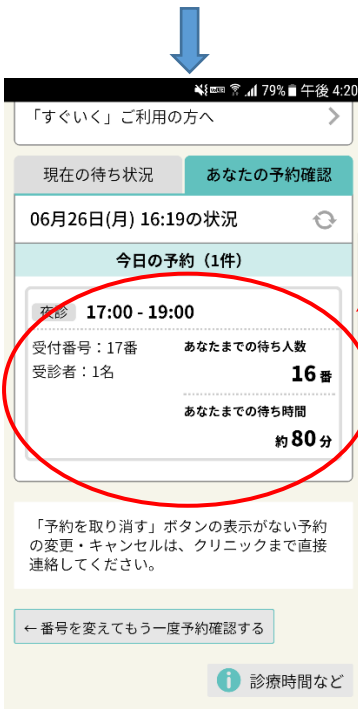 79% 午後 4:20
「すぐいく」ご利用の方へ
現在の待ち状況
あなたの予約確認
06月26日(月) 16:19の状況
今日の予約（1件）
夜診 17:00 - 19:00
受付番号：17番
受診者：1名
あなたまでの待ち人数
16 番
あなたまでの待ち時間
約 80 分
「予約を取り消す」ボタンの表示がない予約
の変更・キャンセルは、クリニックまで直接
連絡してください。
← 番号を変えてもう一度予約確認する
診療時間など